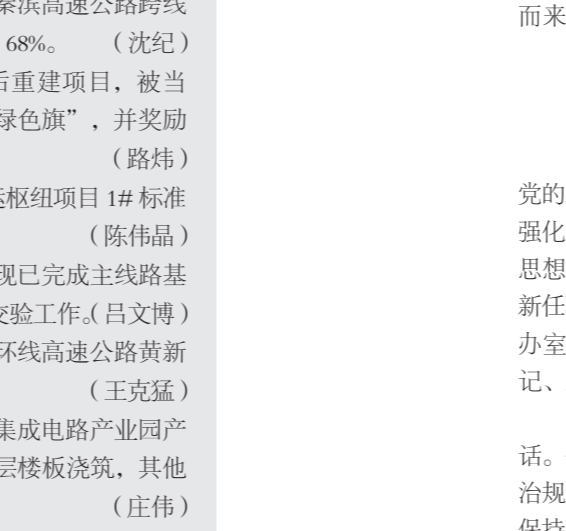 秦滨高速公路跨线
68%。 （沈纪）
后重建项目，被当
绿色旗”，并奖励
（路炜）
运枢纽项目 1# 标准
（陈伟晶）
现已完成主线路基
交验工作。（吕文博）
环线高速公路黄新
（王克猛）
集成电路产业园产
层楼板浇筑，其他
（庄伟）
而来
党的
强化
思想
新任
办室
记、
话。
治规
保持